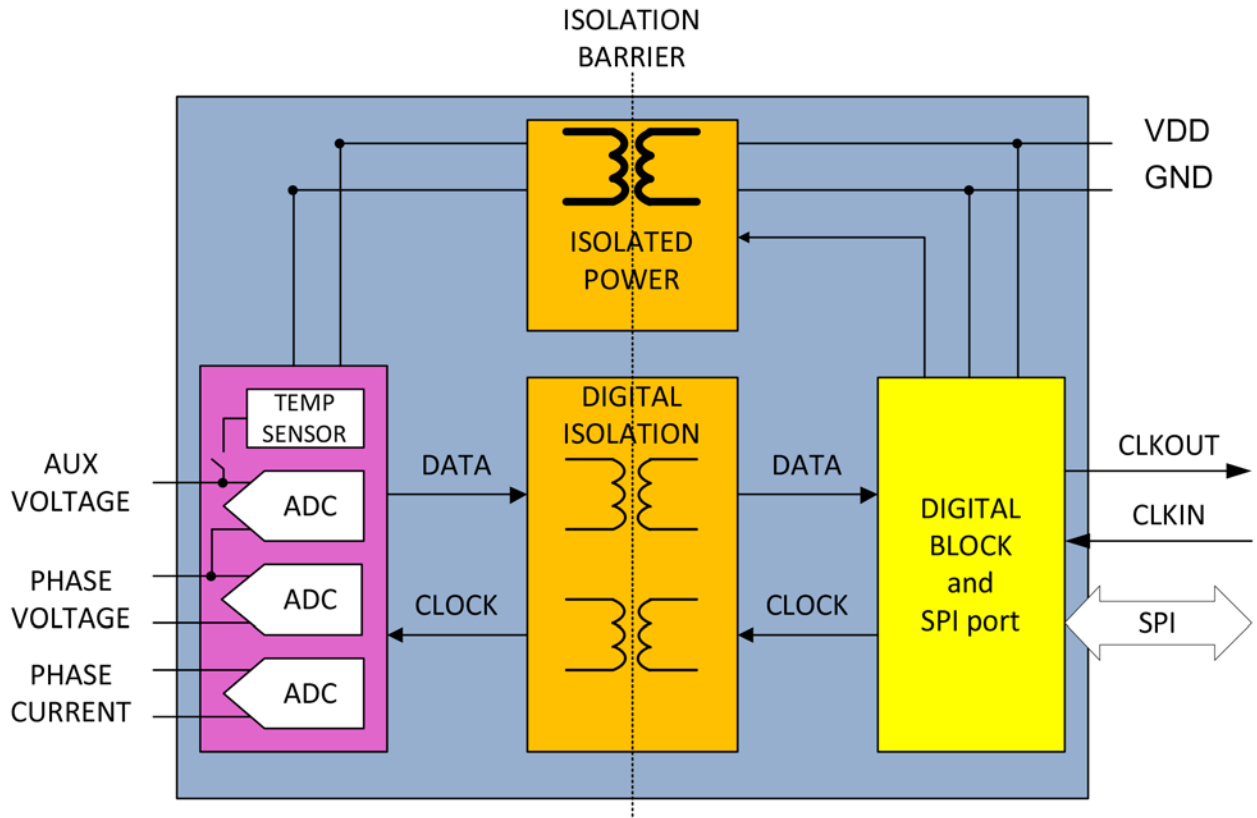 ISOLATION
BARRIER
VDD
GND
ISOLATED
POWER
TEMP
SENSOR
DIGITAL
ISOLATION
AUX
VOLTAGE
ADC
DATA
DATA
CLKOUT
CLKIN
DIGITAL
BLOCK
and
SPI port
PHASE
VOLTAGE
ADC
CLOCK
CLOCK
SPI
PHASE
CURRENT
ADC